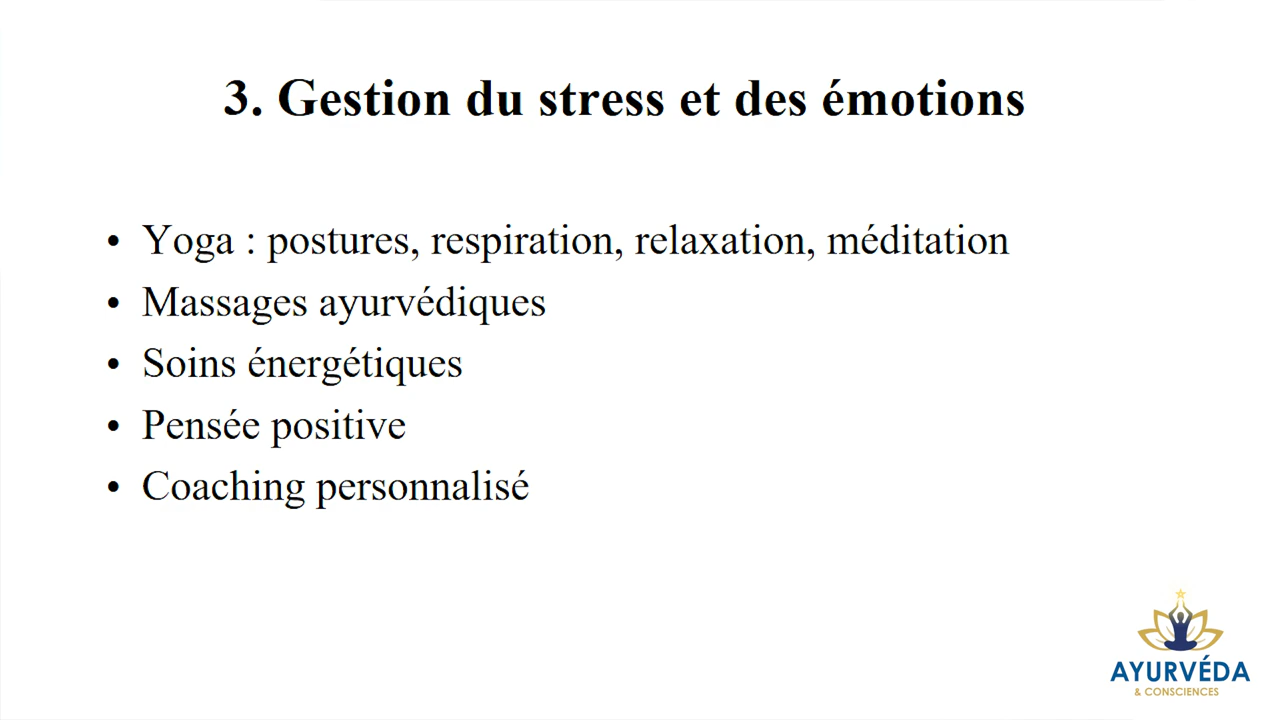 3. Gestion du stress et des émotions
• Yoga : postures, respiration, relaxation, méditation
• Massages ayurvédiques
• Soins énergétiques
• Pensée positive
• Coaching personnalisé
AYURVÉDA
& CONSCIENCES